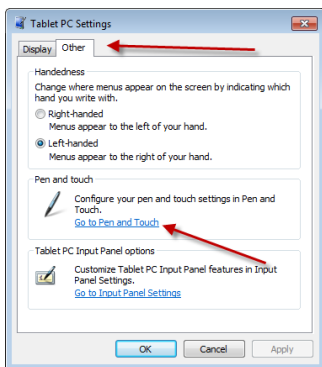 Tablet PC Settings
Display Other
Handedness
Change where menus appear on the screen by indicating which
hand you write with.
Right-handed
Menus appear to the left of your hand.
Left-handed
Menus appear to the right of your hand.
Pen and touch
Configure your pen and touch settings in Pen and
Touch.
Go to Pen and Touch
Tablet PC Input Panel options
Customize Tablet PC Input Panel features in Input
Panel Settings.
Go to Input Panel Settings
OK Cancel Apply